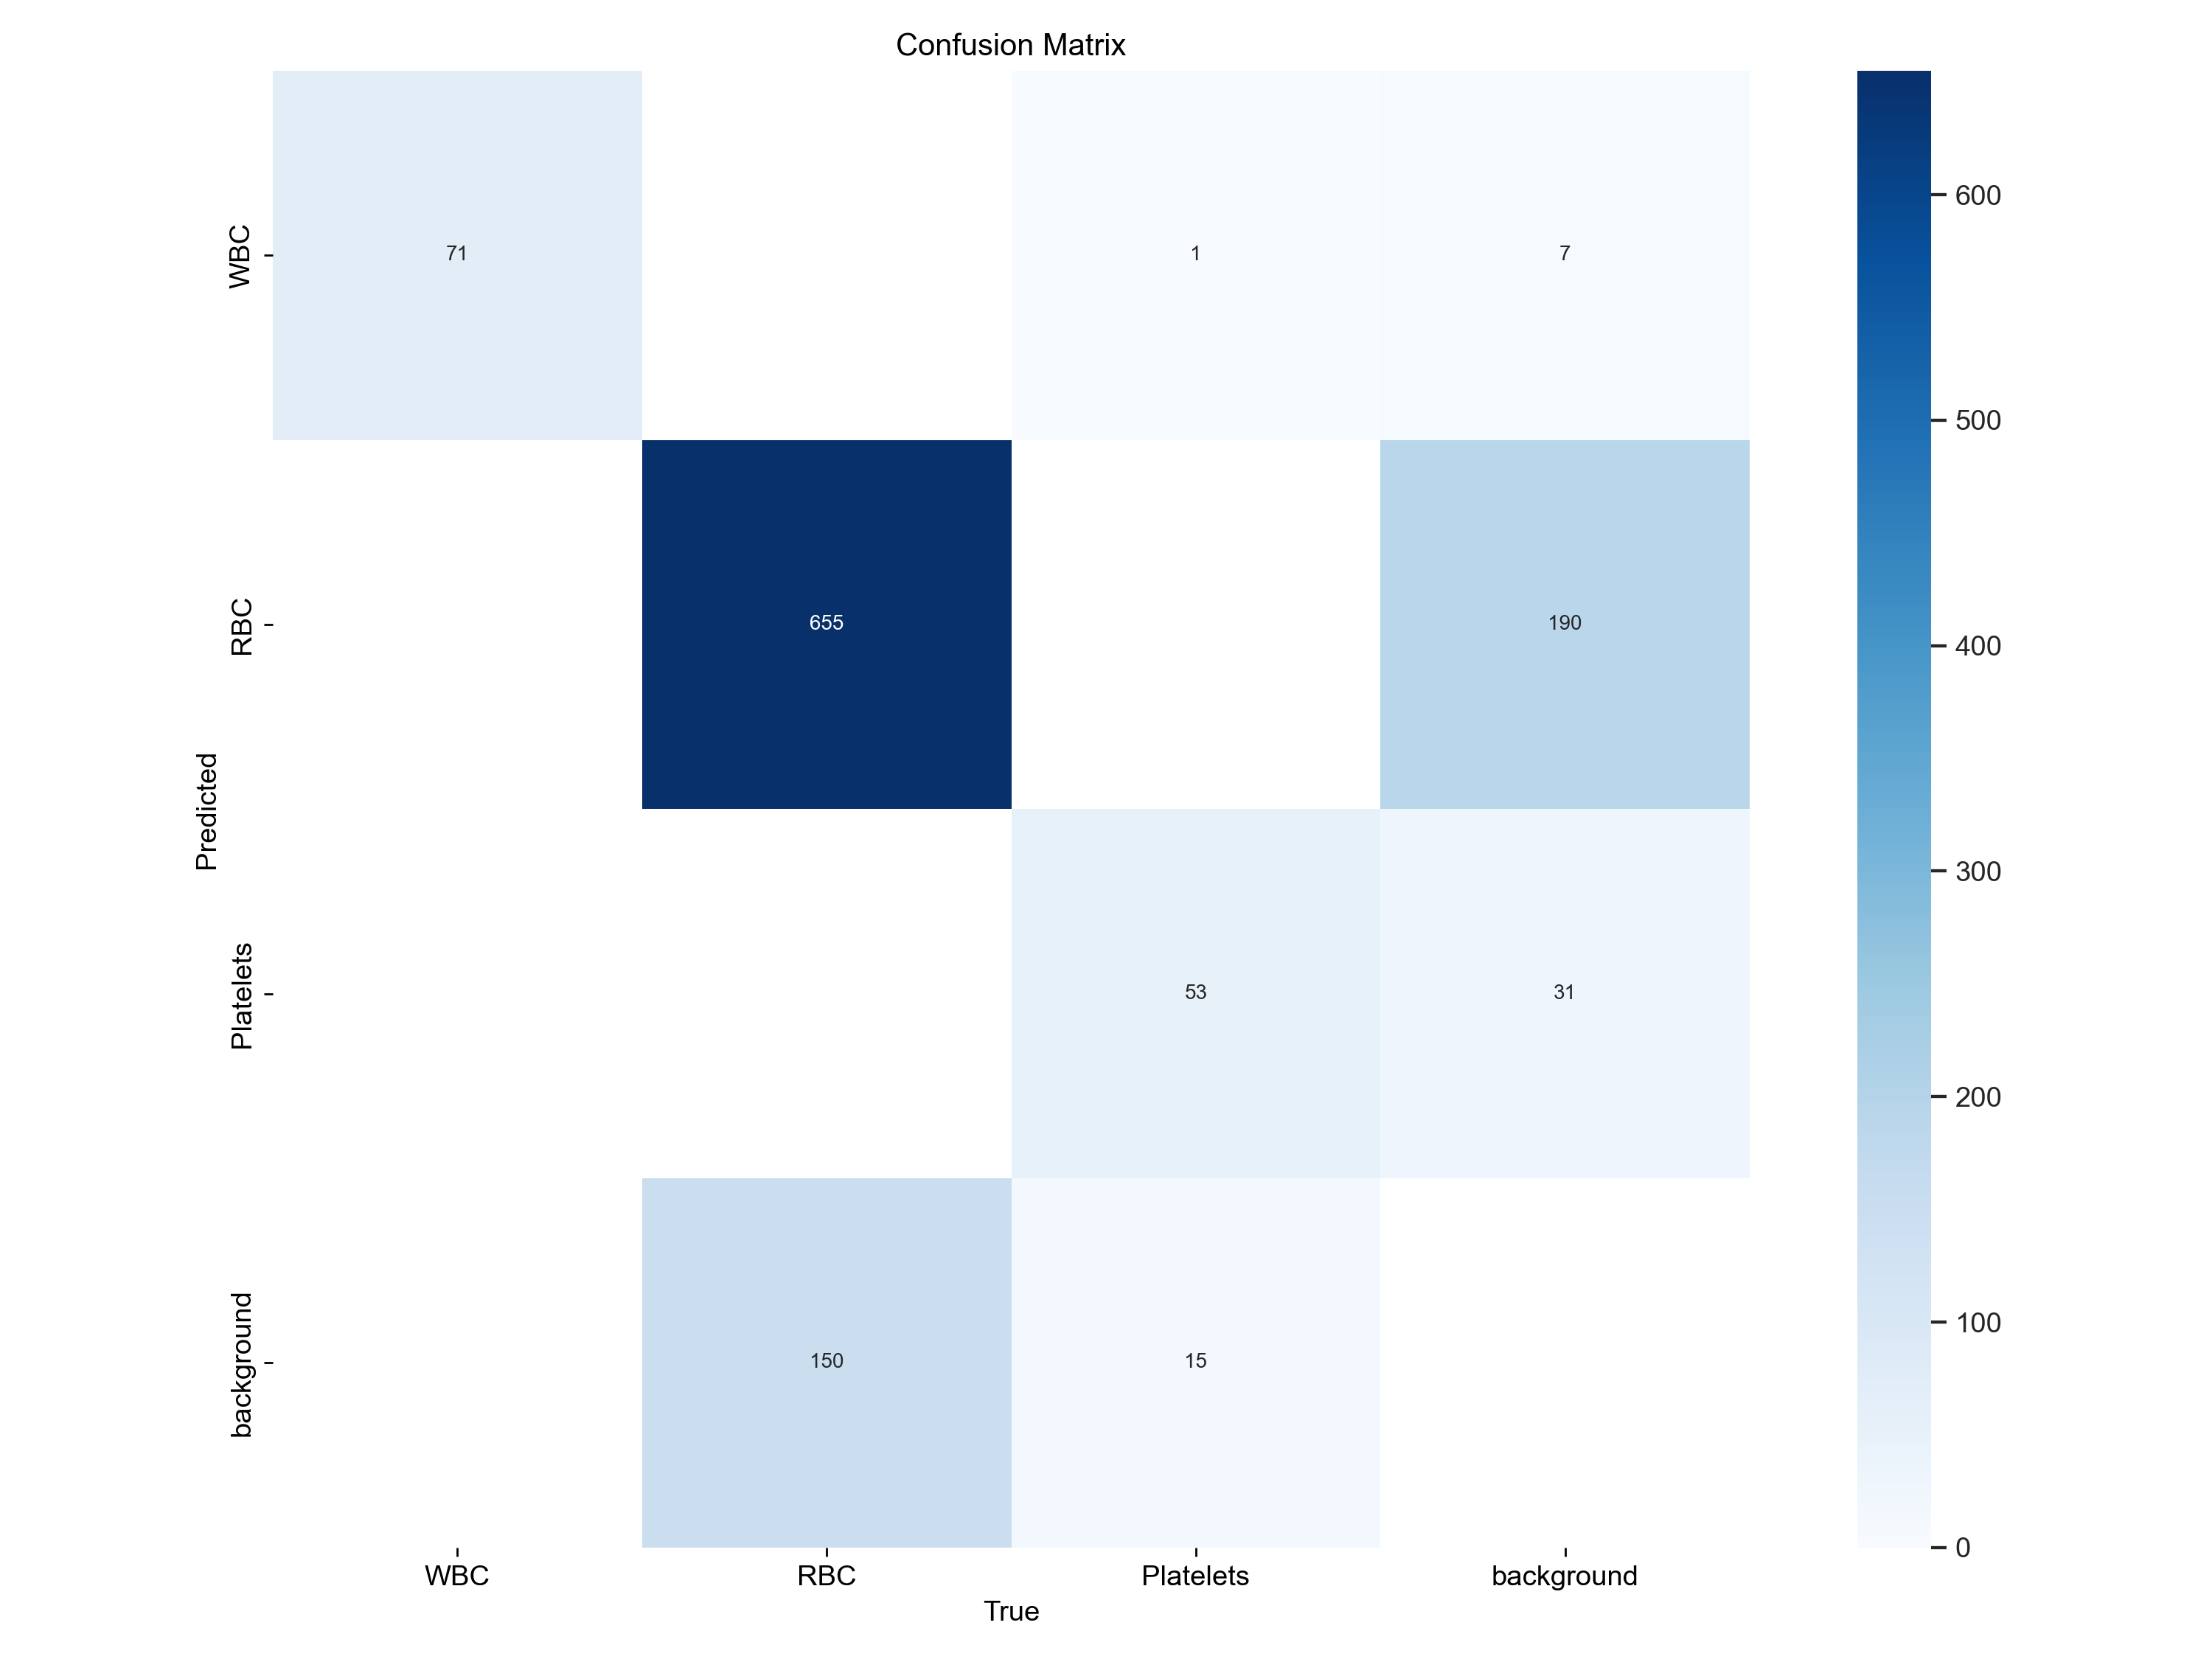 Confusion Matrix
WBC
71
1
7
RBC
655
190
Predicted
Platelets
53
31
background
150
15
WBC
RBC
Platelets
background
True
600
500
400
300
200
100
0